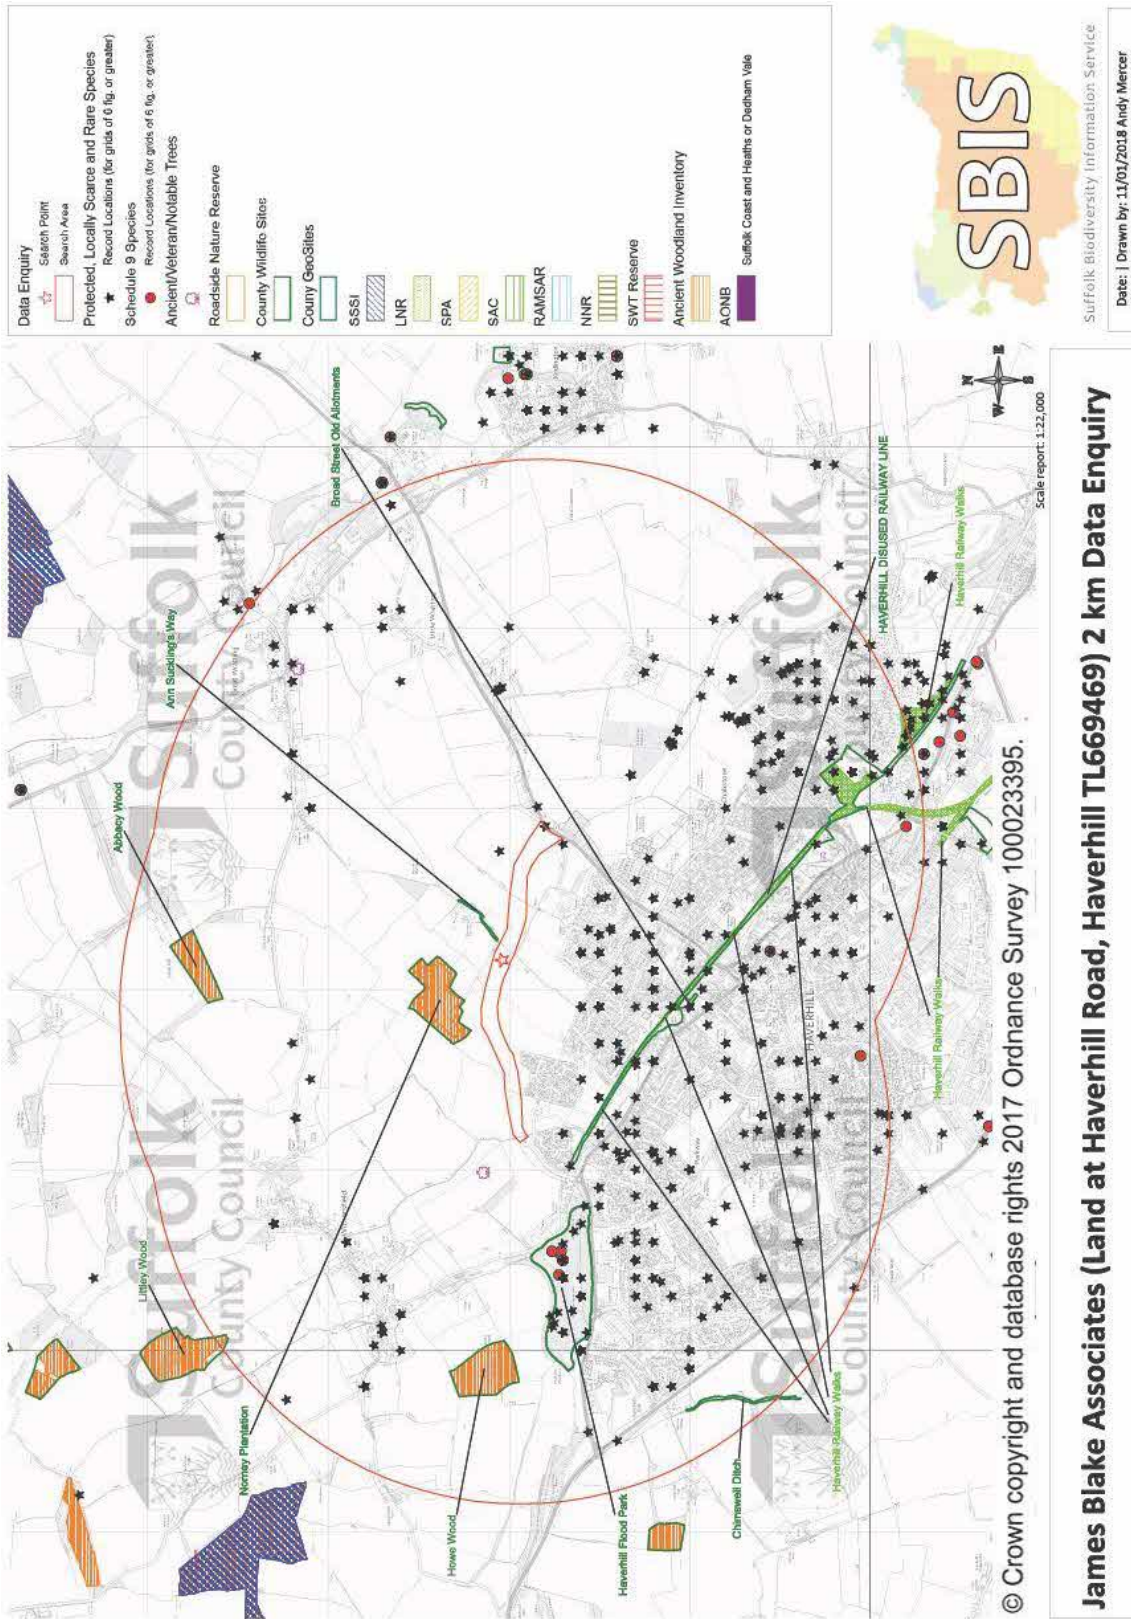 Data Enquiry
Search Point
Search Area
Protected, Locally Scarce and Rare Species
Record Locations (for grids of 6 fig. or greater)
Schedule 9 Species
Record Locations (for grids of 6 fig. or greater)
Ancient/Veteran/Notable Trees
Roadside Nature Reserve
County Wildlife Sites
County GeoSites
SSSI
LNR
SPA
SAC
RAMSAR
NNR
SWT Reserve
Ancient Woodland Inventory
AONB
Suffolk Coast and Heaths or Dedham Vale
SBIS
Suffolk Biodiversity Information Service
Date: | Drawn by: 11/01/2018 Andy Mercer
Littley Wood
Abbacy Wood
Ann Suckling's Way
Broad Street Old Allotments
Norney Plantation
Howe Wood
Haverhill Flood Park
Chimswell Ditch
Haverhill Railway Walks
Haverhill Railway Walks
Haverhill Railway Walks
HAVERHILL DISUSED RAILWAY LINE
HAVERHILL
Suffolk
County Council
Suffolk
County Council
Suffolk
County Council
Suffolk
County Council
N
W
E
S
Scale report: 1:22,000
© Crown copyright and database rights 2017 Ordnance Survey 100023395.
James Blake Associates (Land at Haverhill Road, Haverhill TL669469) 2 km Data Enquiry